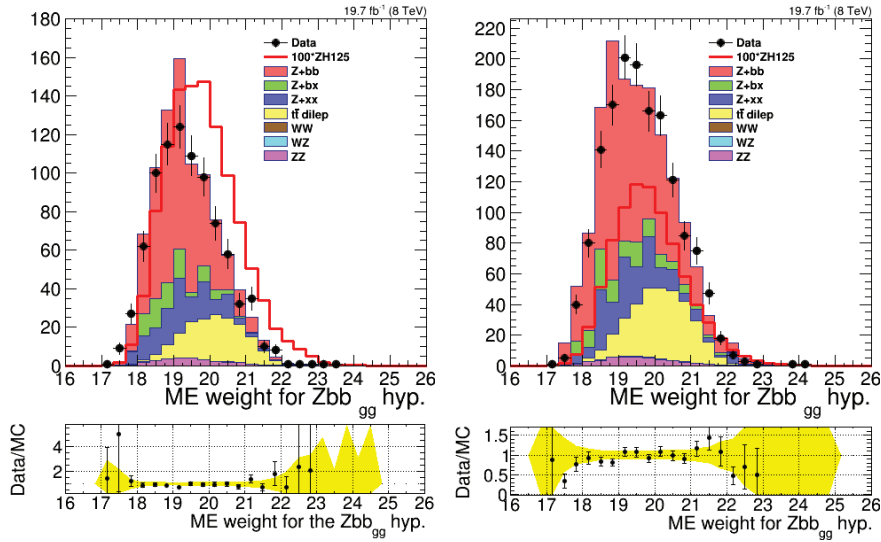 19.7 fb⁻¹ (8 TeV)
180
160
140
120
100
80
60
40
20
0
Data
100*ZH125
Z+bb
Z+bx
Z+xx
tt̄ dilep
WW
WZ
ZZ
16 17 18 19 20 21 22 23 24 25 26
ME weight for Zbb_gg hyp.
Data/MC
4
2
16 17 18 19 20 21 22 23 24 25 26
ME weight for the Zbb_gg hyp.
19.7 fb⁻¹ (8 TeV)
220
200
180
160
140
120
100
80
60
40
20
0
Data
100*ZH125
Z+bb
Z+bx
Z+xx
tt̄ dilep
WW
WZ
ZZ
16 17 18 19 20 21 22 23 24 25 26
ME weight for Zbb_gg hyp.
Data/MC
1.5
1
0.5
0
16 17 18 19 20 21 22 23 24 25 26
ME weight for Zbb_gg hyp.